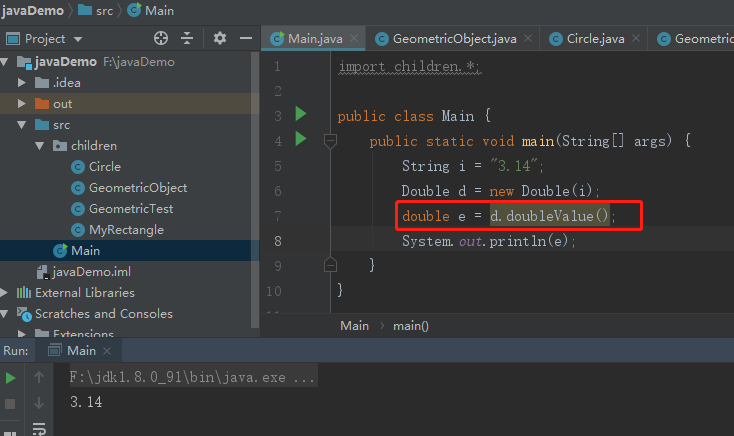 javaDemo src Main
Project
Main.java GeometricObject.java Circle.java Geometric
javaDemo F:\javaDemo
.idea
out
src
children
Circle
GeometricObject
GeometricTest
MyRectangle
Main
javaDemo.iml
External Libraries
Scratches and Consoles
Extensions
1 import children.*;
2
3 public class Main {
4 public static void main(String[] args) {
5 String i = "3.14";
6 Double d = new Double(i);
7 double e = d.doubleValue();
8 System.out.println(e);
9 }
10 }
Main main()
Run: Main
F:\jdk1.8.0_91\bin\java.exe ...
3.14